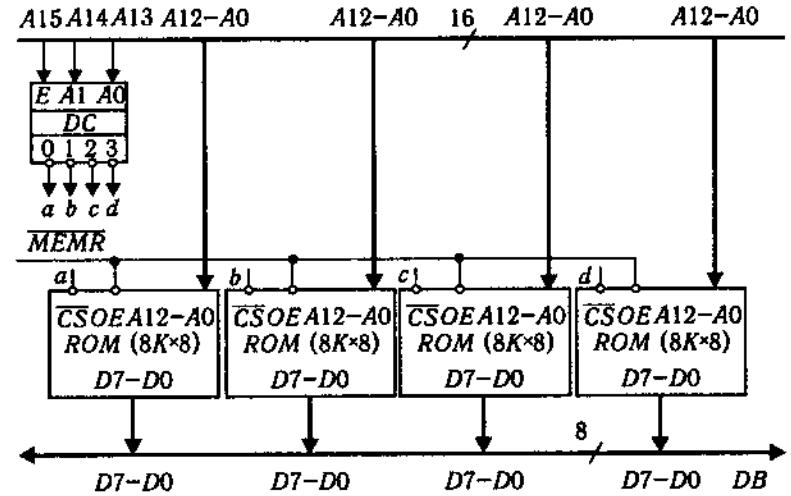 A15 A14 A13 A12-A0 A12-A0 16 A12-A0 A12-A0
E A1 A0
DC
0 1 2 3
a b c d
MEMR
a b c d
CS OE A12-A0 CS OE A12-A0 CS OE A12-A0 CS OE A12-A0
ROM (8K×8) ROM (8K×8) ROM (8K×8) ROM (8K×8)
D7-D0 D7-D0 D7-D0 D7-D0
8
D7-D0 D7-D0 D7-D0 D7-D0 DB